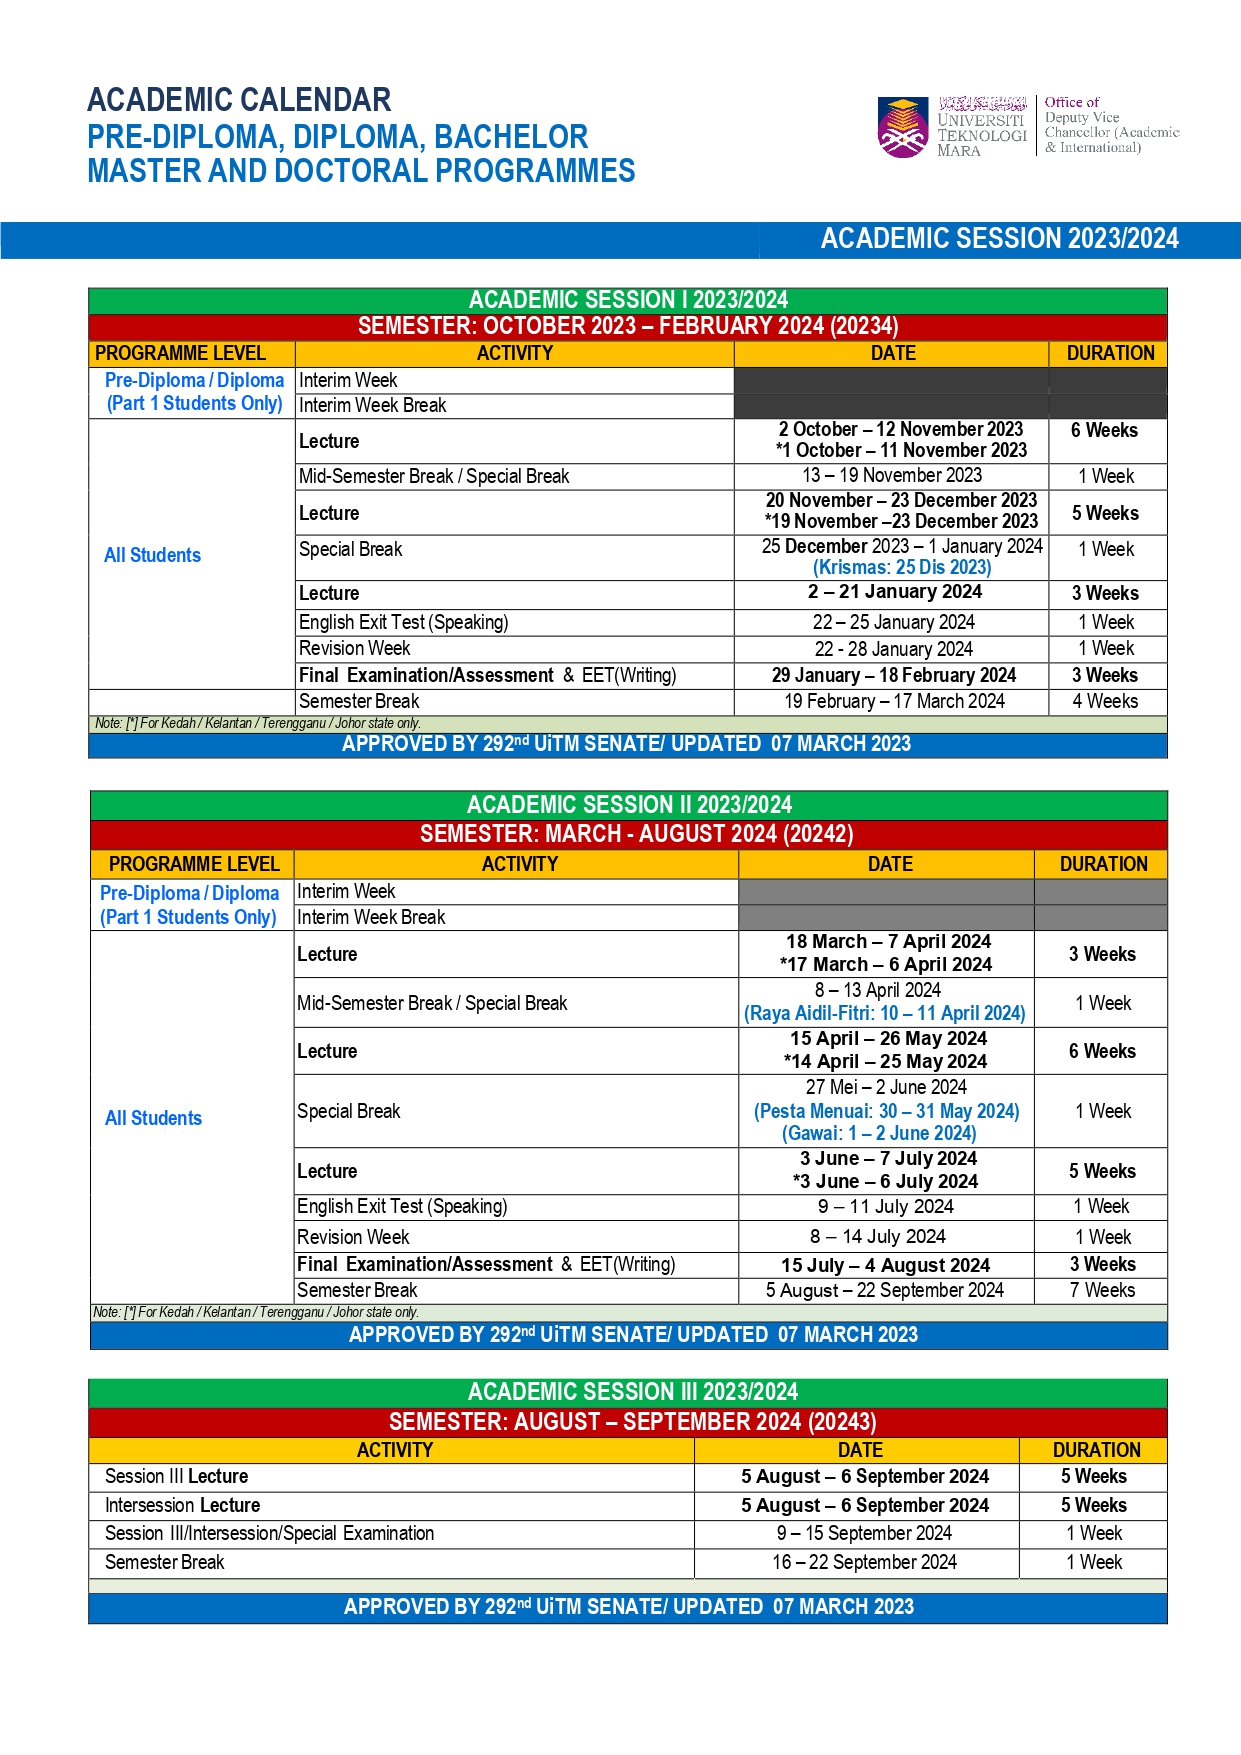 ACADEMIC CALENDAR
PRE-DIPLOMA, DIPLOMA, BACHELOR
MASTER AND DOCTORAL PROGRAMMES
UNIVERSITI
TEKNOLOGI
MARA
Office of
Deputy Vice
Chancellor (Academic
& International)
ACADEMIC SESSION 2023/2024
ACADEMIC SESSION I 2023/2024
SEMESTER: OCTOBER 2023 – FEBRUARY 2024 (20234)
PROGRAMME LEVEL ACTIVITY DATE DURATION
Pre-Diploma / Diploma
(Part 1 Students Only)
Interim Week
Interim Week Break
All Students
Lecture 2 October – 12 November 2023 6 Weeks
*1 October – 11 November 2023
Mid-Semester Break / Special Break 13 – 19 November 2023 1 Week
Lecture 20 November – 23 December 2023 5 Weeks
*19 November –23 December 2023
Special Break 25 December 2023 – 1 January 2024 1 Week
(Krismas: 25 Dis 2023)
Lecture 2 – 21 January 2024 3 Weeks
English Exit Test (Speaking) 22 – 25 January 2024 1 Week
Revision Week 22 - 28 January 2024 1 Week
Final Examination/Assessment & EET(Writing) 29 January – 18 February 2024 3 Weeks
Semester Break 19 February – 17 March 2024 4 Weeks
Note: [*] For Kedah / Kelantan / Terengganu / Johor state only.
APPROVED BY 292nd UiTM SENATE/ UPDATED 07 MARCH 2023
ACADEMIC SESSION II 2023/2024
SEMESTER: MARCH - AUGUST 2024 (20242)
PROGRAMME LEVEL ACTIVITY DATE DURATION
Pre-Diploma / Diploma
(Part 1 Students Only)
Interim Week
Interim Week Break
All Students
Lecture 18 March – 7 April 2024 3 Weeks
*17 March – 6 April 2024
Mid-Semester Break / Special Break 8 – 13 April 2024 1 Week
(Raya Aidil-Fitri: 10 – 11 April 2024)
Lecture 15 April – 26 May 2024 6 Weeks
*14 April – 25 May 2024
Special Break 27 Mei – 2 June 2024 1 Week
(Pesta Menuai: 30 – 31 May 2024)
(Gawai: 1 – 2 June 2024)
Lecture 3 June – 7 July 2024 5 Weeks
*3 June – 6 July 2024
English Exit Test (Speaking) 9 – 11 July 2024 1 Week
Revision Week 8 – 14 July 2024 1 Week
Final Examination/Assessment & EET(Writing) 15 July – 4 August 2024 3 Weeks
Semester Break 5 August – 22 September 2024 7 Weeks
Note: [*] For Kedah / Kelantan / Terengganu / Johor state only.
APPROVED BY 292nd UiTM SENATE/ UPDATED 07 MARCH 2023
ACADEMIC SESSION III 2023/2024
SEMESTER: AUGUST – SEPTEMBER 2024 (20243)
ACTIVITY DATE DURATION
Session III Lecture 5 August – 6 September 2024 5 Weeks
Intersession Lecture 5 August – 6 September 2024 5 Weeks
Session III/Intersession/Special Examination 9 – 15 September 2024 1 Week
Semester Break 16 – 22 September 2024 1 Week
APPROVED BY 292nd UiTM SENATE/ UPDATED 07 MARCH 2023